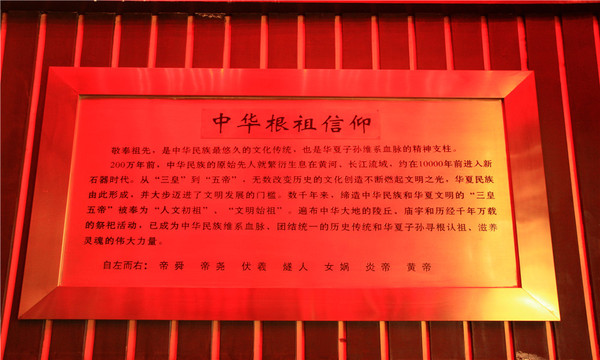 中华根祖信仰
敬奉祖先，是中华民族最悠久的文化传统，也是华夏子孙维系血脉的精神支柱。
200万年前，中华民族的原始先人就繁衍生息在黄河、长江流域，约在10000年前进入新
石器时代。从“三皇”到“五帝”，无数改变历史的文化创造不断燃起文明之光，华夏民族
由此形成，并大步迈进了文明发展的门槛。数千年来，缔造中华民族和华夏文明的“三皇
五帝”被奉为“人文初祖”、“文明始祖”。遍布中华大地的陵丘、庙宇和历经千年万载
的祭祀活动，已成为中华民族维系血脉、团结统一的历史传统和华夏子孙寻根认祖、滋养
灵魂的伟大力量。
自左而右：帝舜 帝尧 伏羲 燧人 女娲 炎帝 黄帝